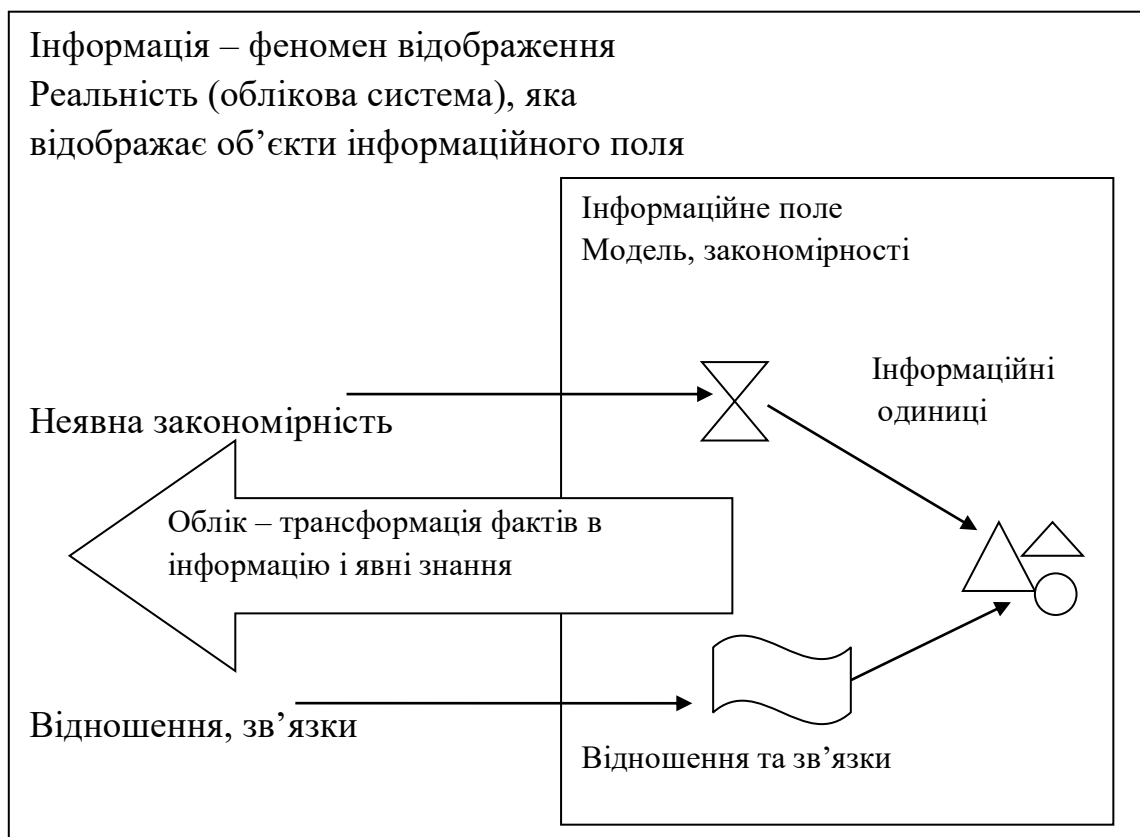 Інформація – феномен відображення
Реальність (облікова система), яка
відображає об’єкти інформаційного поля
Інформаційне поле
Модель, закономірності
Інформаційні
одиниці
Неявна закономірність
Облік – трансформація фактів в
інформацію і явні знання
Відношення, зв’язки
Відношення та зв’язки